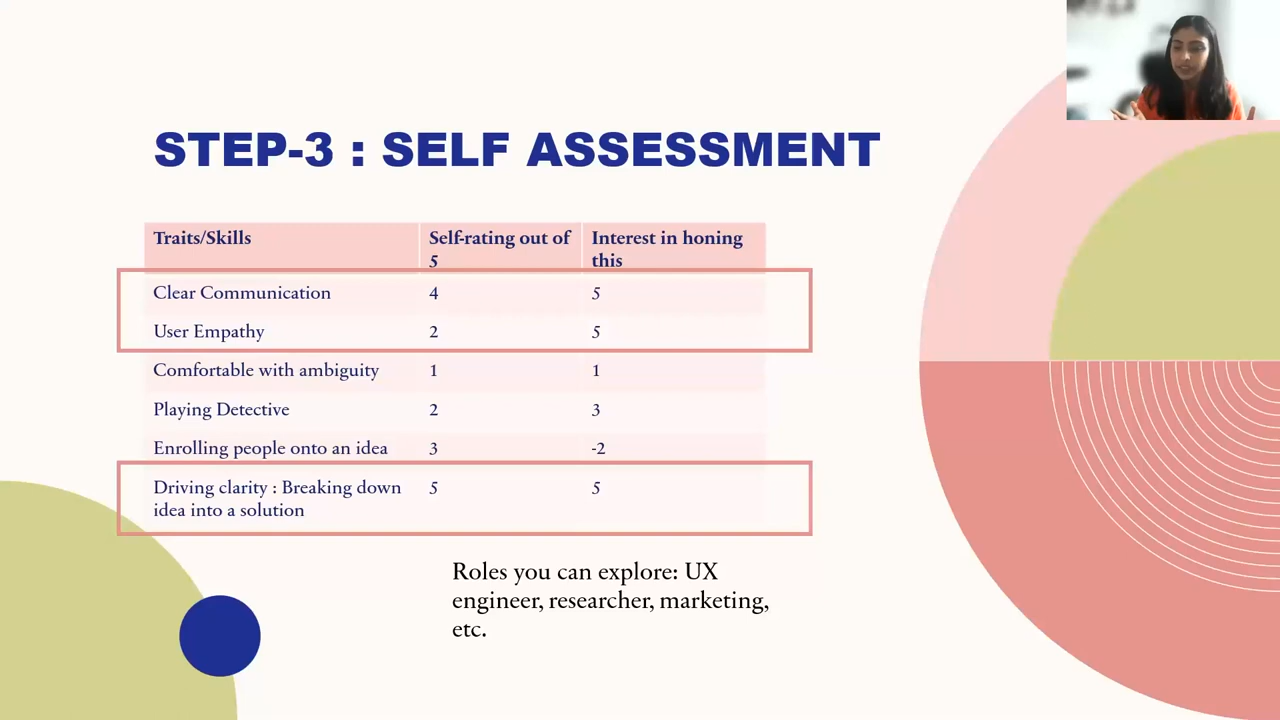 STEP-3 : SELF ASSESSMENT
Traits/Skills Self-rating out of 5 Interest in honing this
Clear Communication 4 5
User Empathy 2 5
Comfortable with ambiguity 1 1
Playing Detective 2 3
Enrolling people onto an idea 3 -2
Driving clarity : Breaking down idea into a solution 5 5
Roles you can explore: UX
engineer, researcher, marketing,
etc.